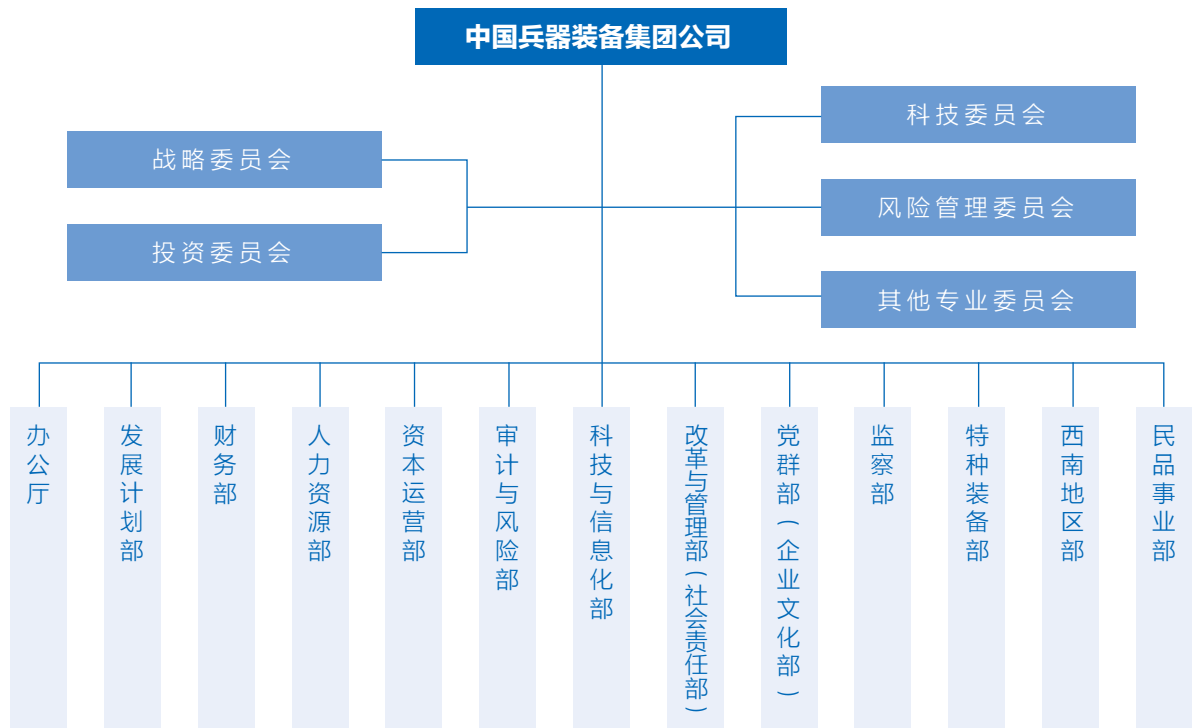 中国兵器装备集团公司
科技委员会
战略委员会
风险管理委员会
投资委员会
其他专业委员会
办公厅
发展计划部
财务部
人力资源部
资本运营部
审计与风险部
科技与信息化部
改革与管理部(社会责任部)
党群部(企业文化部)
监察部
特种装备部
西南地区部
民品事业部